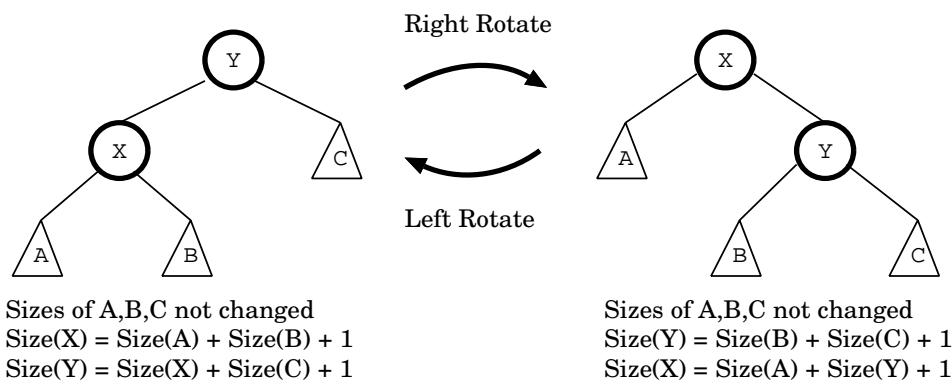 Right Rotate
Y
X
X
C
A
Y
Left Rotate
A
B
B
C
Sizes of A,B,C not changed
Size(X) = Size(A) + Size(B) + 1
Size(Y) = Size(X) + Size(C) + 1
Sizes of A,B,C not changed
Size(Y) = Size(B) + Size(C) + 1
Size(X) = Size(A) + Size(Y) + 1